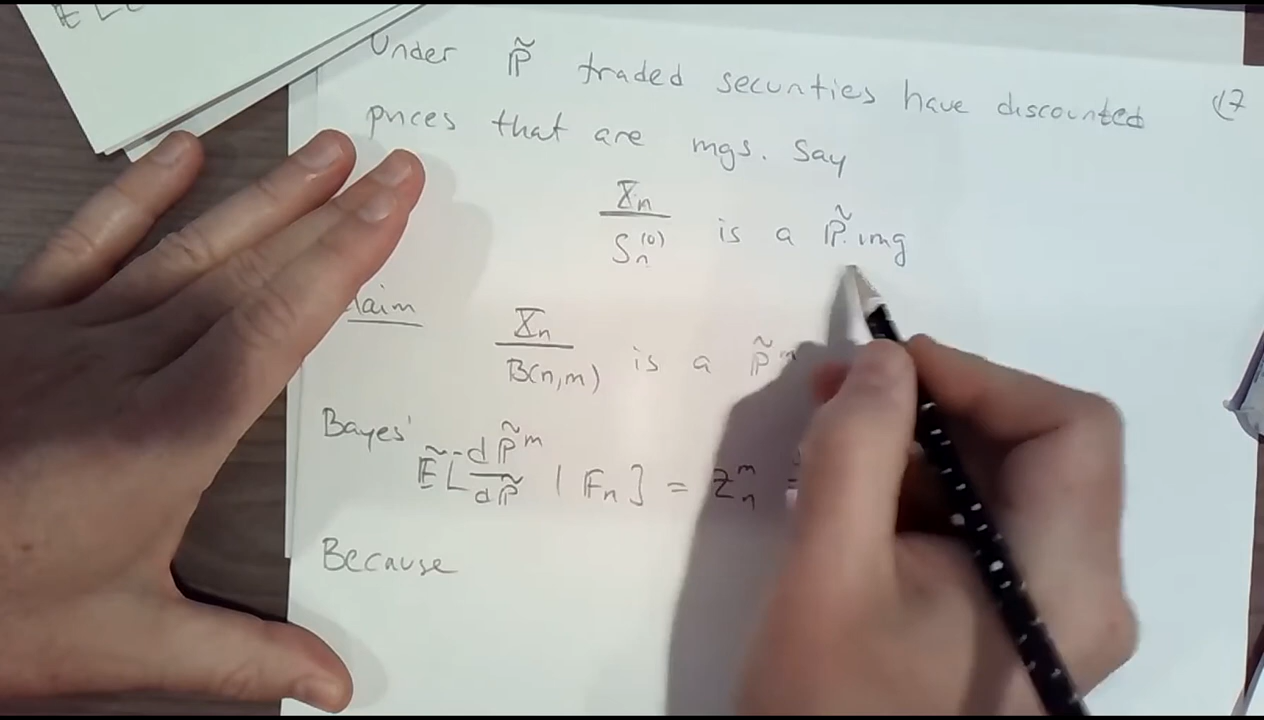 Under P̃ traded securities have discounted (17
prices that are mgs. Say
X_n / S_n^(0) is a P̃ mg
X_n / B(n,m) is a P̃^m
Bayes'
Ẽ[ dP̃^m / dP̃ | F_n ] = Z_n^m =
Because